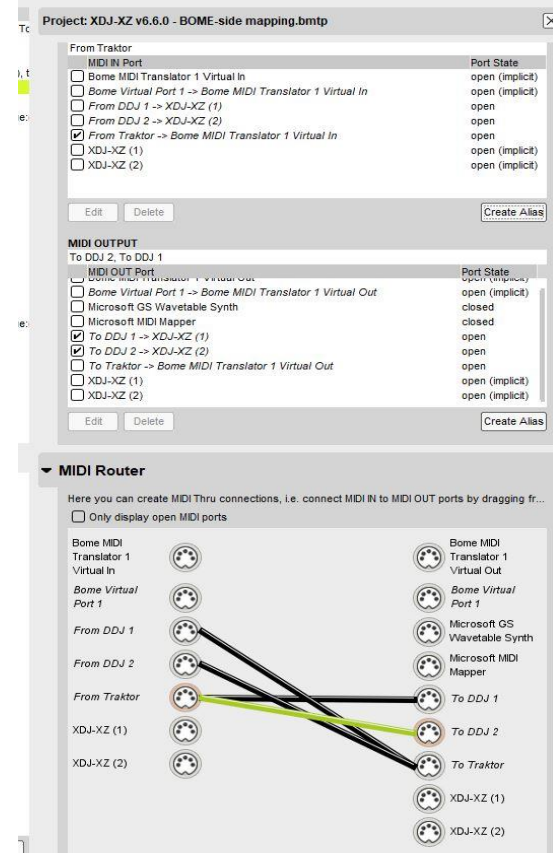 To
Project: XDJ-XZ v6.6.0 - BOME-side mapping.bmtp
From Traktor
MIDI IN Port Port State
Bome MIDI Translator 1 Virtual In open (implicit)
Bome Virtual Port 1 -> Bome MIDI Translator 1 Virtual In open (implicit)
From DDJ 1 -> XDJ-XZ (1) open
From DDJ 2 -> XDJ-XZ (2) open
From Traktor -> Bome MIDI Translator 1 Virtual In open
XDJ-XZ (1) open (implicit)
XDJ-XZ (2) open (implicit)
Edit Delete Create Alias
MIDI OUTPUT
To DDJ 2, To DDJ 1
MIDI OUT Port Port State
Bome MIDI Translator 1 Virtual Out open (implicit)
Bome Virtual Port 1 -> Bome MIDI Translator 1 Virtual Out open (implicit)
Microsoft GS Wavetable Synth closed
Microsoft MIDI Mapper closed
To DDJ 1 -> XDJ-XZ (1) open
To DDJ 2 -> XDJ-XZ (2) open
To Traktor -> Bome MIDI Translator 1 Virtual Out open
XDJ-XZ (1) open (implicit)
XDJ-XZ (2) open (implicit)
Edit Delete Create Alias
MIDI Router
Here you can create MIDI Thru connections, i.e. connect MIDI IN to MIDI OUT ports by dragging fr...
Only display open MIDI ports
Bome MIDI
Translator 1
Virtual In
Bome Virtual
Port 1
From DDJ 1
From DDJ 2
From Traktor
XDJ-XZ (1)
XDJ-XZ (2)
Bome MIDI
Translator 1
Virtual Out
Bome Virtual
Port 1
Microsoft GS
Wavetable Synth
Microsoft MIDI
Mapper
To DDJ 1
To DDJ 2
To Traktor
XDJ-XZ (1)
XDJ-XZ (2)